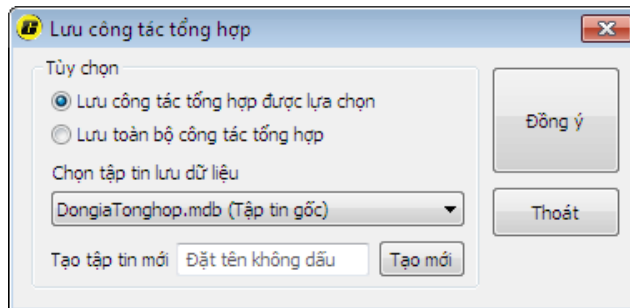 Lưu công tác tổng hợp
Tùy chọn
Lưu công tác tổng hợp được lựa chọn
Lưu toàn bộ công tác tổng hợp
Chọn tập tin lưu dữ liệu
DongiaTonghop.mdb (Tập tin gốc)
Tạo tập tin mới Đặt tên không dấu Tạo mới
Đồng ý
Thoát